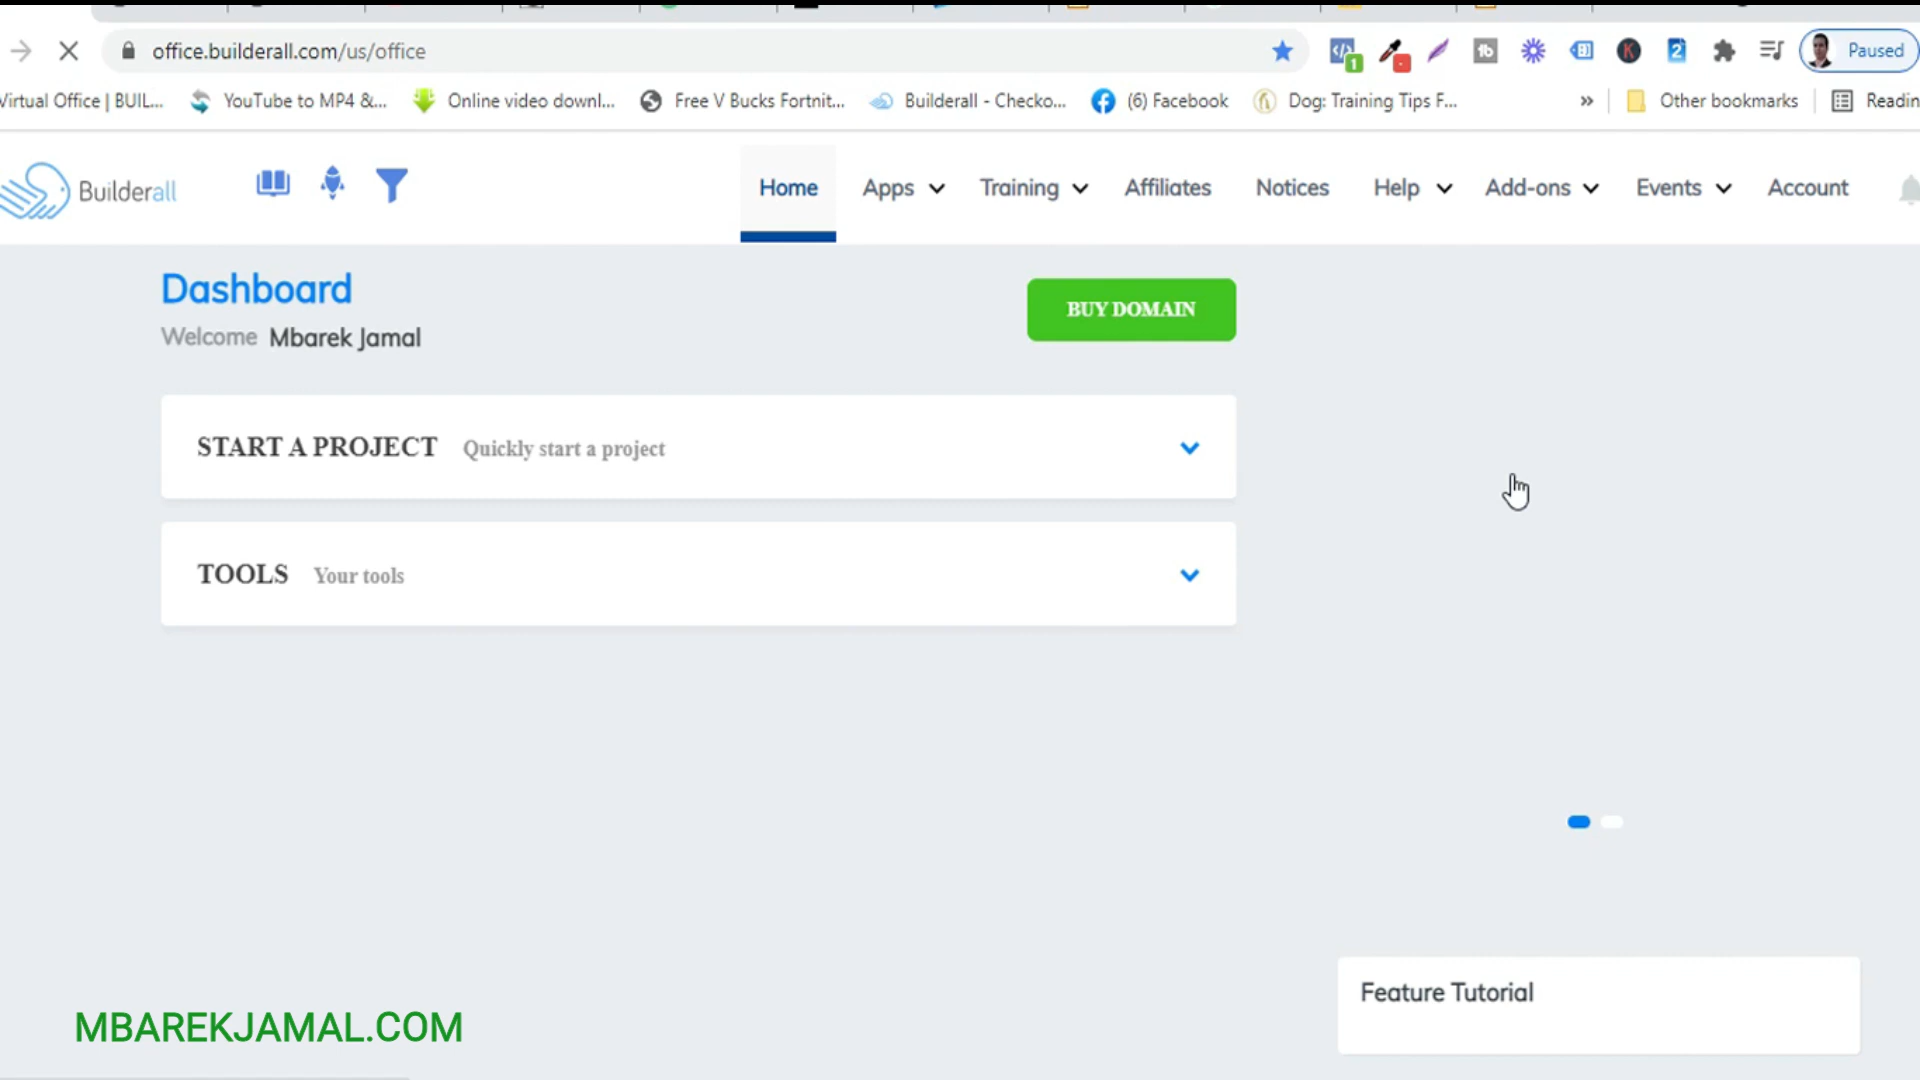 office.builderall.com/us/office
1
Paused
Virtual Office | BUIL...
YouTube to MP4 &...
Online video downl...
Free V Bucks Fortnit...
Builderall - Checko...
(6) Facebook
Dog: Training Tips F...
»
Other bookmarks
Readin
Builderall
Home
Apps
Training
Affiliates
Notices
Help
Add-ons
Events
Account
Dashboard
Welcome Mbarek Jamal
BUY DOMAIN
START A PROJECT Quickly start a project
TOOLS Your tools
Feature Tutorial
MBAREKJAMAL.COM